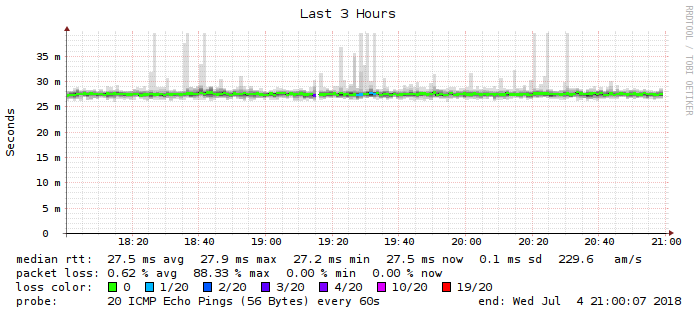 Last 3 Hours
RRDTOOL / TOBI OETIKER
Seconds
35 m
30 m
25 m
20 m
15 m
10 m
5 m
0
18:20 18:40 19:00 19:20 19:40 20:00 20:20 20:40 21:00
median rtt: 27.5 ms avg 27.9 ms max 27.2 ms min 27.5 ms now 0.1 ms sd 229.6 am/s
packet loss: 0.62 % avg 88.33 % max 0.00 % min 0.00 % now
loss color: 0 1/20 2/20 3/20 4/20 10/20 19/20
probe: 20 ICMP Echo Pings (56 Bytes) every 60s end: Wed Jul 4 21:00:07 2018